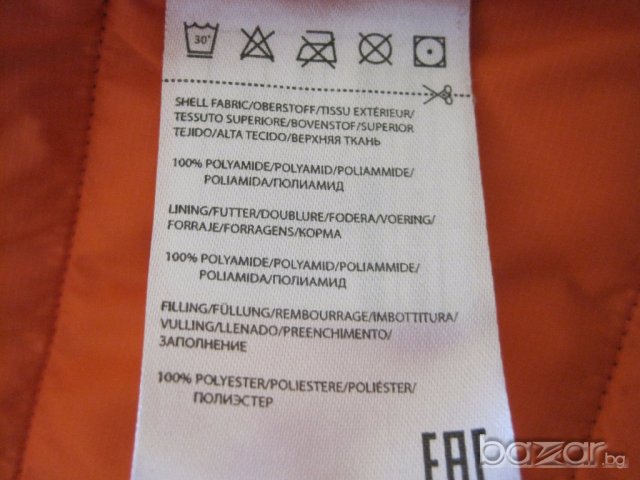 30°
SHELL FABRIC/OBERSTOFF/TISSU EXTÉRIEUR/
TESSUTO SUPERIORE/BOVENSTOF/SUPERIOR
TEJIDO/ALTA TECIDO/ВЕРХНЯЯ ТКАНЬ
100% POLYAMIDE/POLYAMID/POLIAMMIDE/
POLIAMIDA/ПОЛИАМИД
LINING/FUTTER/DOUBLURE/FODERA/VOERING/
FORRAJE/FORRAGENS/КОРМА
100% POLYAMIDE/POLYAMID/POLIAMMIDE/
POLIAMIDA/ПОЛИАМИД
FILLING/FÜLLUNG/REMBOURRAGE/IMBOTTITURA/
VULLING/LLENADO/PREENCHIMENTO/
ЗАПОЛНЕНИЕ
100% POLYESTER/POLIESTERE/POLIÉSTER/
ПОЛИЭСТЕР
EAC
bazar.bg